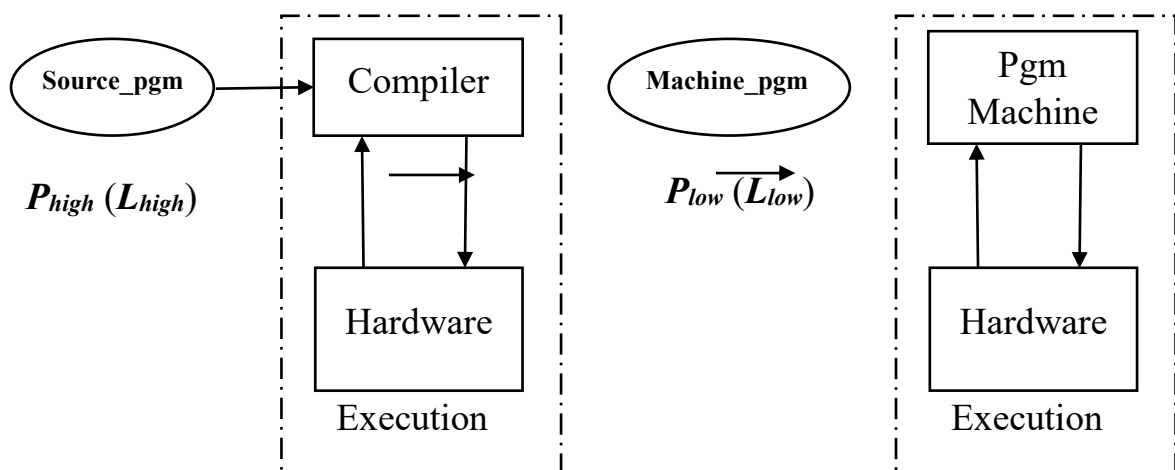 Source_pgm
Compiler
Machine_pgm
Pgm
Machine
P_high (L_high)
P_low (L_low)
Hardware
Hardware
Execution
Execution